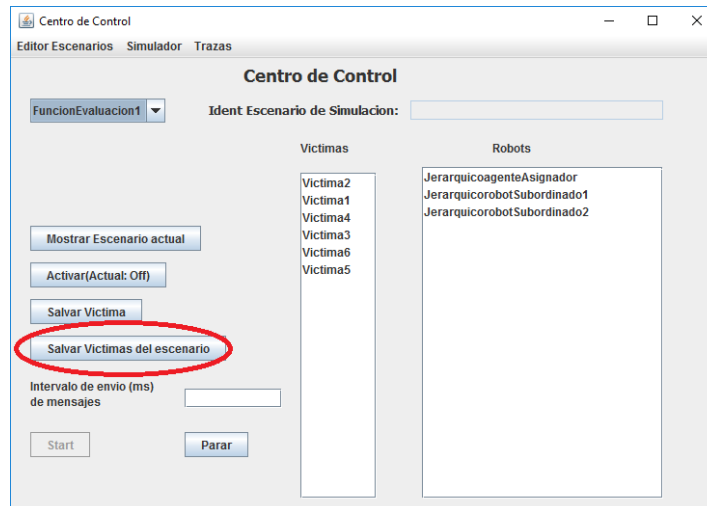 Centro de Control
Editor Escenarios Simulador Trazas
Centro de Control
FuncionEvaluacion1
Ident Escenario de Simulacion:
Victimas
Robots
Victima2
Victima1
Victima4
Victima3
Victima6
Victima5
JerarquicoagenteAsignador
JerarquicorobotSubordinado1
JerarquicorobotSubordinado2
Mostrar Escenario actual
Activar(Actual: Off)
Salvar Victima
Salvar Victimas del escenario
Intervalo de envio (ms)
de mensajes
Start
Parar